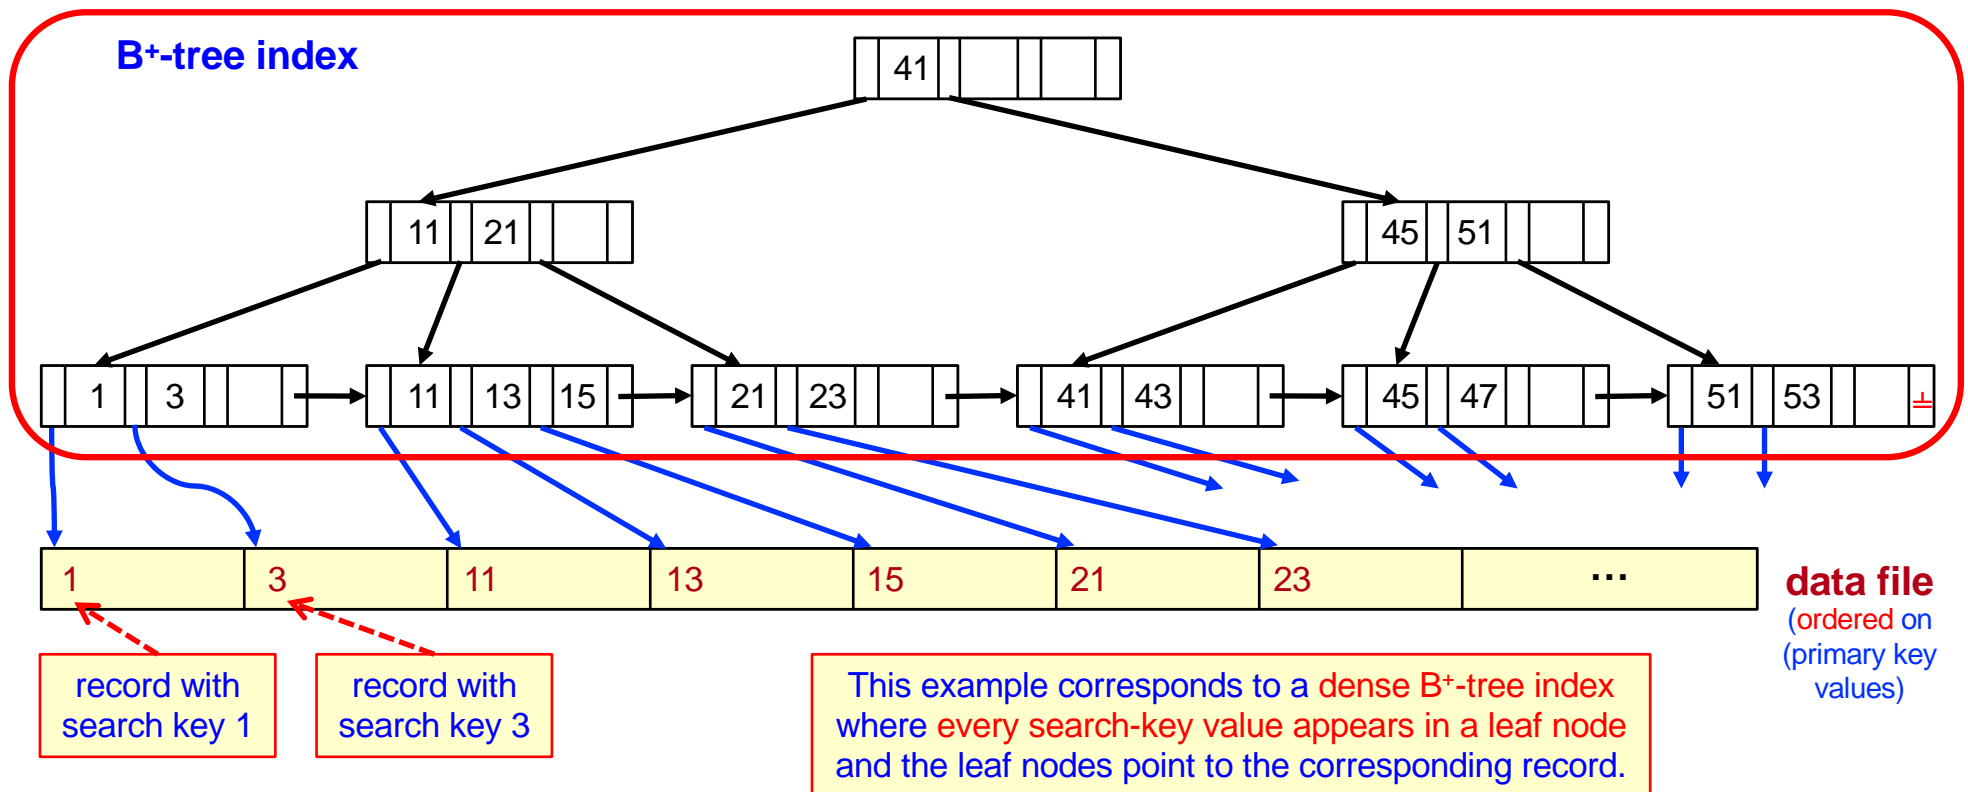 B⁺-tree index
41
11 21
45 51
1 3
11 13 15
21 23
41 43
45 47
51 53
1 3 11 13 15 21 23 ...
data file
(ordered on
(primary key
values)
record with
search key 1
record with
search key 3
This example corresponds to a dense B⁺-tree index
where every search-key value appears in a leaf node
and the leaf nodes point to the corresponding record.